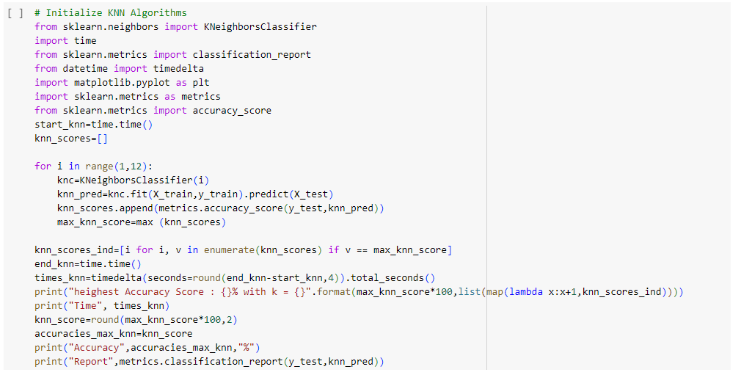 [ ] # Initialize KNN Algorithms
from sklearn.neighbors import KNeighborsClassifier
import time
from sklearn.metrics import classification_report
from datetime import timedelta
import matplotlib.pyplot as plt
import sklearn.metrics as metrics
from sklearn.metrics import accuracy_score
start_knn=time.time()
knn_scores=[]
for i in range(1,12):
    knc=KNeighborsClassifier(i)
    knn_pred=knc.fit(X_train,y_train).predict(X_test)
    knn_scores.append(metrics.accuracy_score(y_test,knn_pred))
    max_knn_score=max (knn_scores)
knn_scores_ind=[i for i, v in enumerate(knn_scores) if v == max_knn_score]
end_knn=time.time()
times_knn=timedelta(seconds=round(end_knn-start_knn,4)).total_seconds()
print("heighest Accuracy Score : {}% with k = {}".format(max_knn_score*100,list(map(lambda x:x+1,knn_scores_ind))))
print("Time", times_knn)
knn_score=round(max_knn_score*100,2)
accuracies_max_knn=knn_score
print("Accuracy",accuracies_max_knn,"%")
print("Report",metrics.classification_report(y_test,knn_pred))